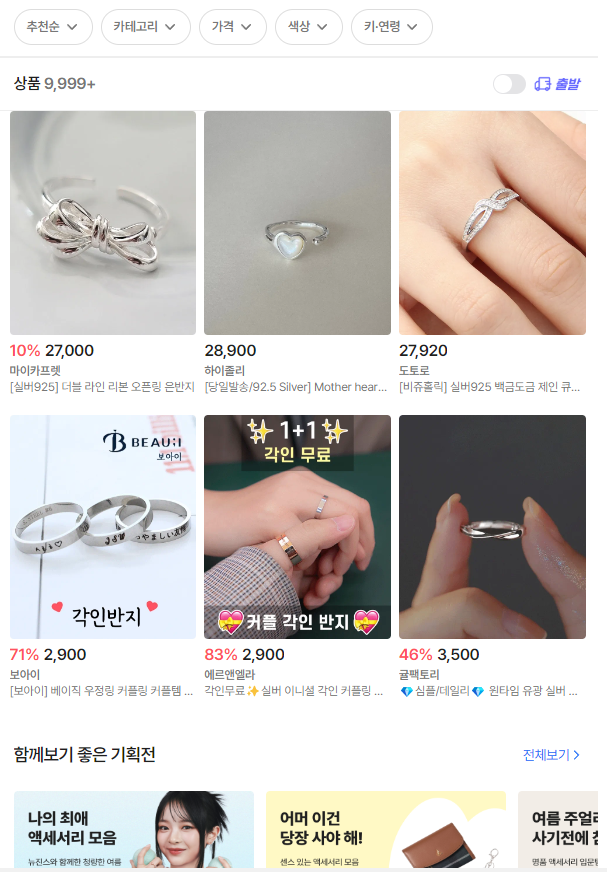 추천순
카테고리
가격
색상
키·연령
상품 9,999+
출발
10% 27,000
마이카프렛
[실버925] 더블 라인 리본 오픈링 은반지
28,900
하이졸리
[당일발송/92.5 Silver] Mother hear...
27,920
도토로
[비쥬홀릭] 실버925 백금도금 제인 큐...
BEAU:I
보아이
각인반지
71% 2,900
보아이
[보아이] 베이직 우정링 커플링 커플템 ...
1+1
각인 무료
커플 각인 반지
83% 2,900
에르앤엘라
각인무료✨실버 이니셜 각인 커플링 ...
46% 3,500
귤팩토리
💎심플/데일리💎 원타임 유광 실버 ...
함께보기 좋은 기획전
전체보기
나의 최애
액세서리 모음
뉴진스와 함께한 청량한 여름
어머 이건
당장 사야 해!
센스 있는 액세서리 모음
여름 주얼리
사기전에
명품 액세서리 입문